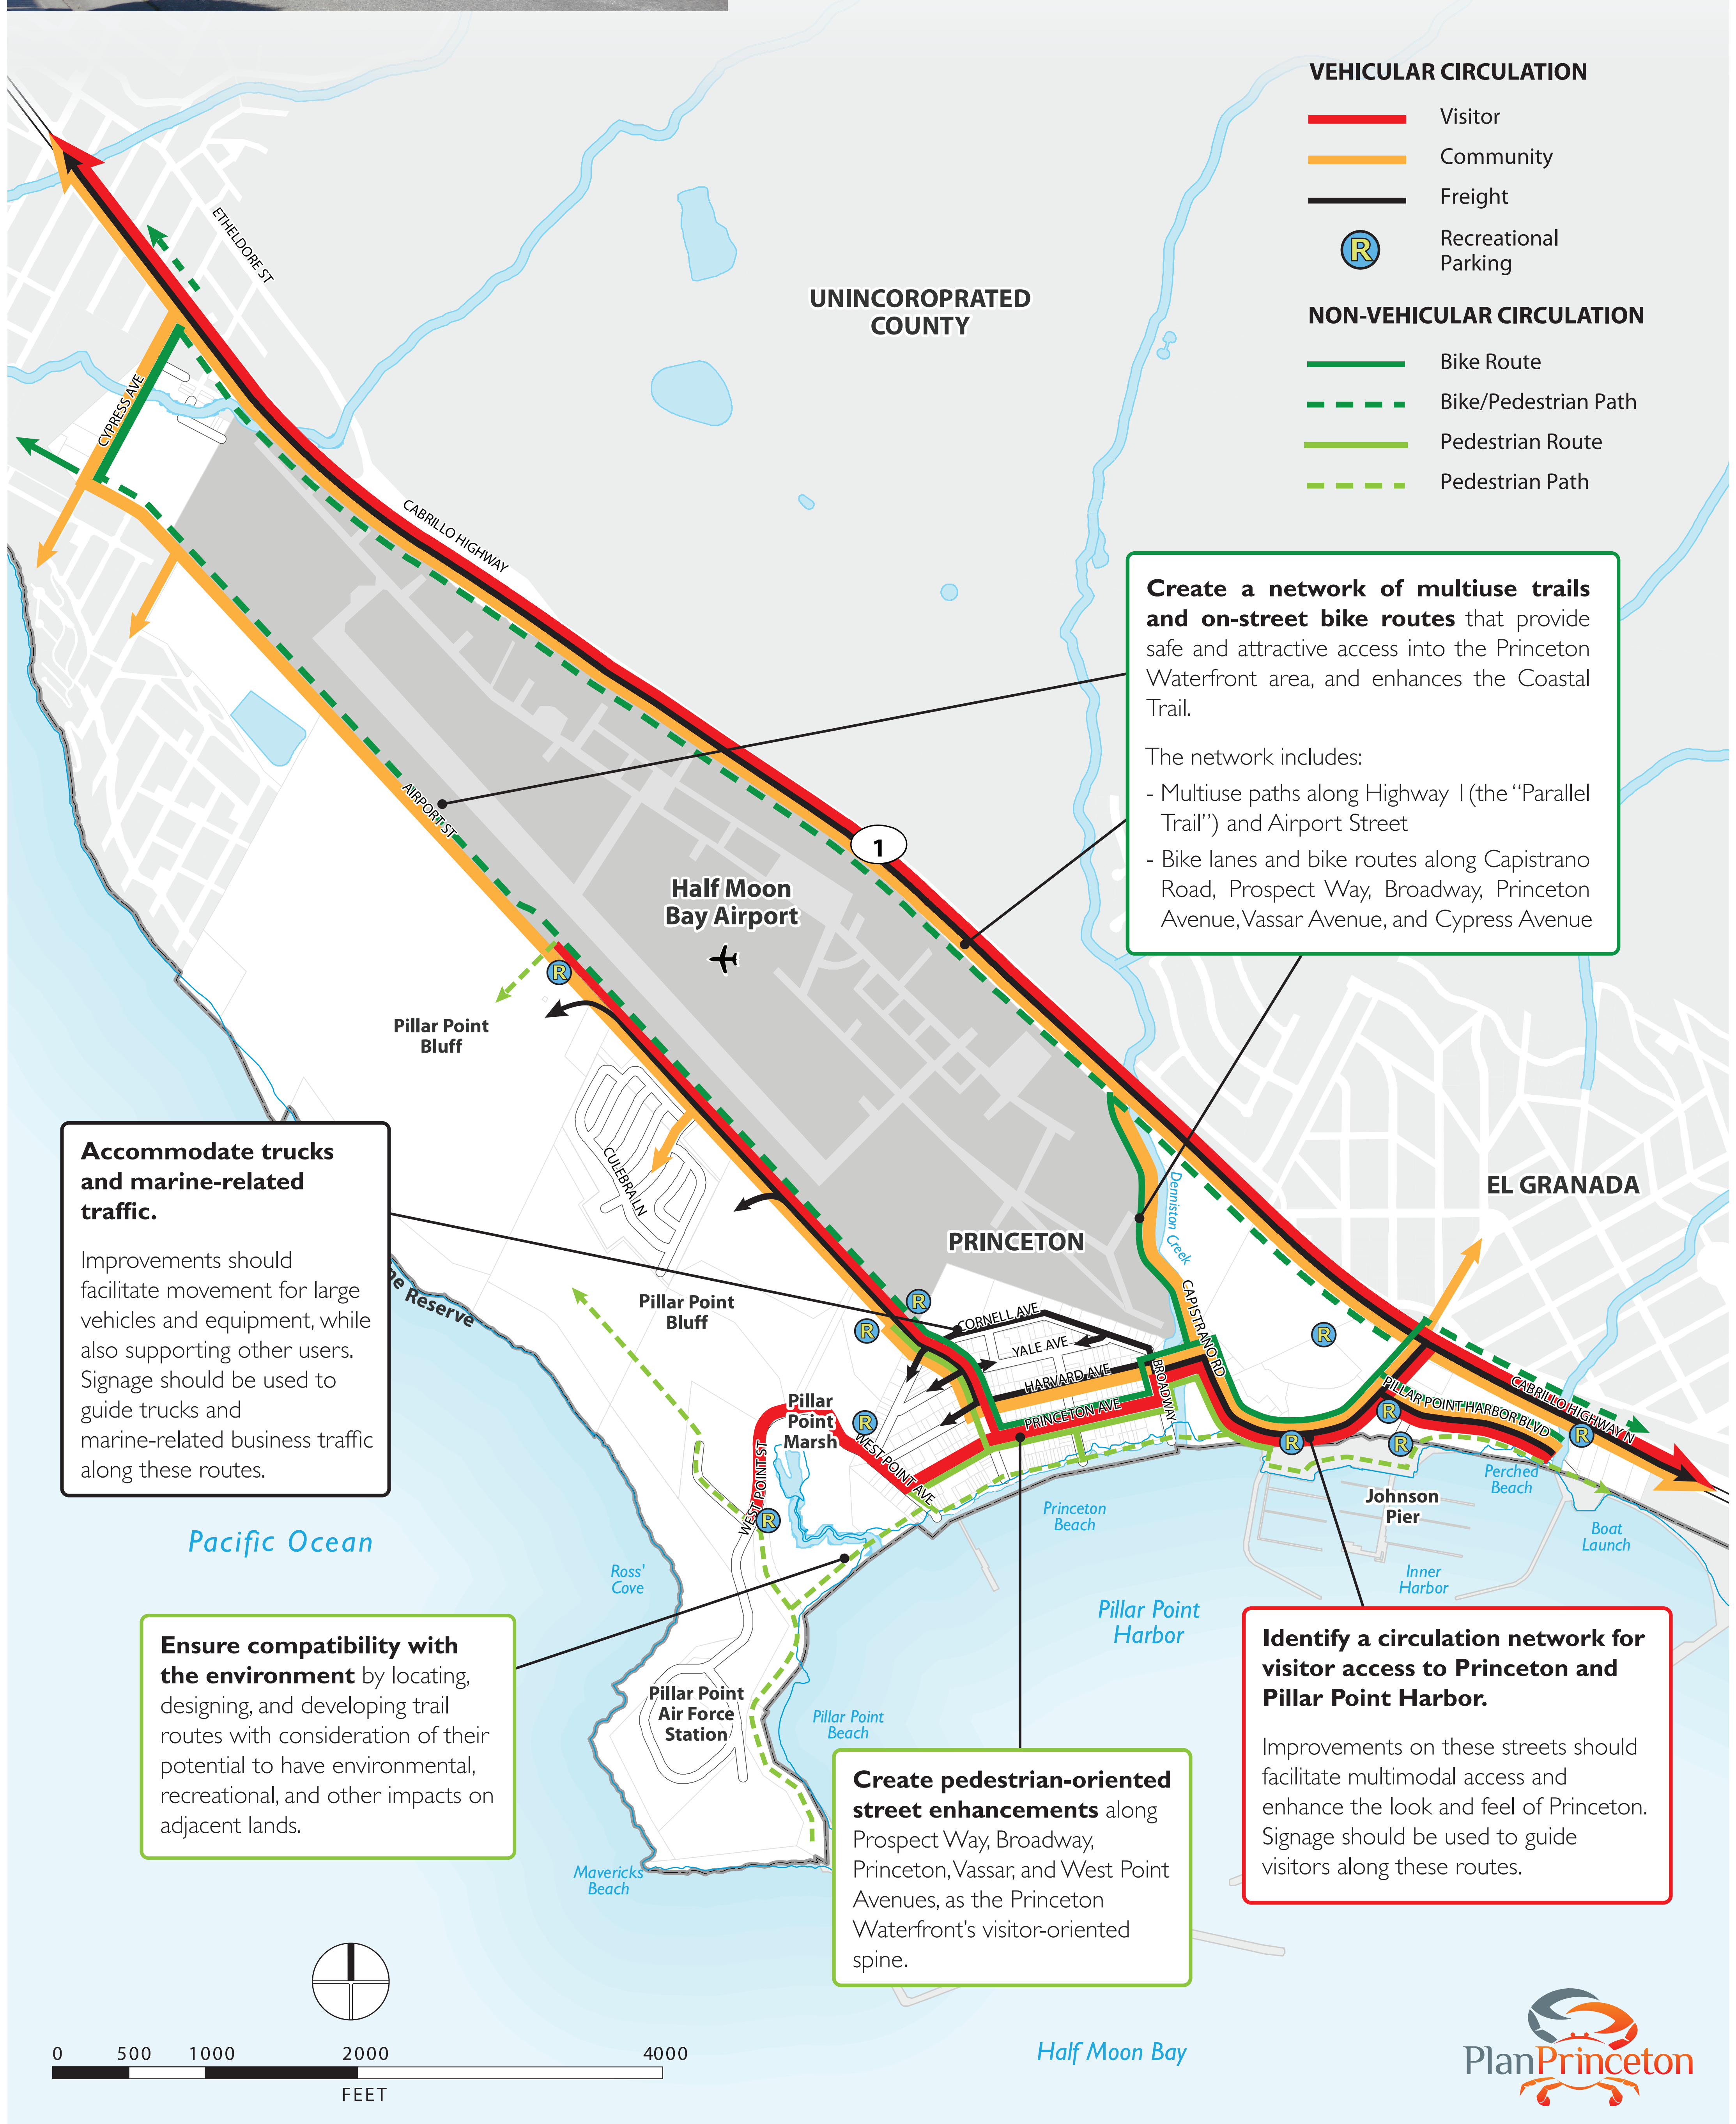 VEHICULAR CIRCULATION
Visitor
Community
Freight
R
Recreational
Parking
NON-VEHICULAR CIRCULATION
Bike Route
Bike/Pedestrian Path
Pedestrian Route
Pedestrian Path
ETHELDORE ST
UNINCOROPRATED
COUNTY
CYPRESS AVE
CABRILLO HIGHWAY
Create a network of multiuse trails
and on-street bike routes that provide
safe and attractive access into the Princeton
Waterfront area, and enhances the Coastal
Trail.
The network includes:
- Multiuse paths along Highway 1(the “Parallel
Trail”) and Airport Street
- Bike lanes and bike routes along Capistrano
Road, Prospect Way, Broadway, Princeton
Avenue, Vassar Avenue, and Cypress Avenue
AIRPORT ST
1
Half Moon
Bay Airport
R
Pillar Point
Bluff
CULEBRA LN
Accommodate trucks
and marine-related
traffic.
Improvements should
facilitate movement for large
vehicles and equipment, while
also supporting other users.
Signage should be used to
guide trucks and
marine-related business traffic
along these routes.
Denniston Creek
EL GRANADA
PRINCETON
ne Reserve
Pillar Point
Bluff
R
R
R
CORNELL AVE
YALE AVE
HARVARD AVE
PRINCETON AVE
BROADWAY
CAPISTRANO RD
PILLAR POINT HARBOR BLVD
CABRILLO HIGHWAY N
Pillar
Point
Marsh
R
WEST POINT AVE
WEST POINT ST
R
R
R
R
R
Perched
Beach
Johnson
Pier
Princeton
Beach
Boat
Launch
Inner
Harbor
Pacific Ocean
Ross'
Cove
Pillar Point
Harbor
Ensure compatibility with
the environment by locating,
designing, and developing trail
routes with consideration of their
potential to have environmental,
recreational, and other impacts on
adjacent lands.
Pillar Point
Air Force
Station
Pillar Point
Beach
Mavericks
Beach
Create pedestrian-oriented
street enhancements along
Prospect Way, Broadway,
Princeton, Vassar, and West Point
Avenues, as the Princeton
Waterfront’s visitor-oriented
spine.
Identify a circulation network for
visitor access to Princeton and
Pillar Point Harbor.
Improvements on these streets should
facilitate multimodal access and
enhance the look and feel of Princeton.
Signage should be used to guide
visitors along these routes.
0 500 1000 2000 4000
FEET
Half Moon Bay
PlanPrinceton